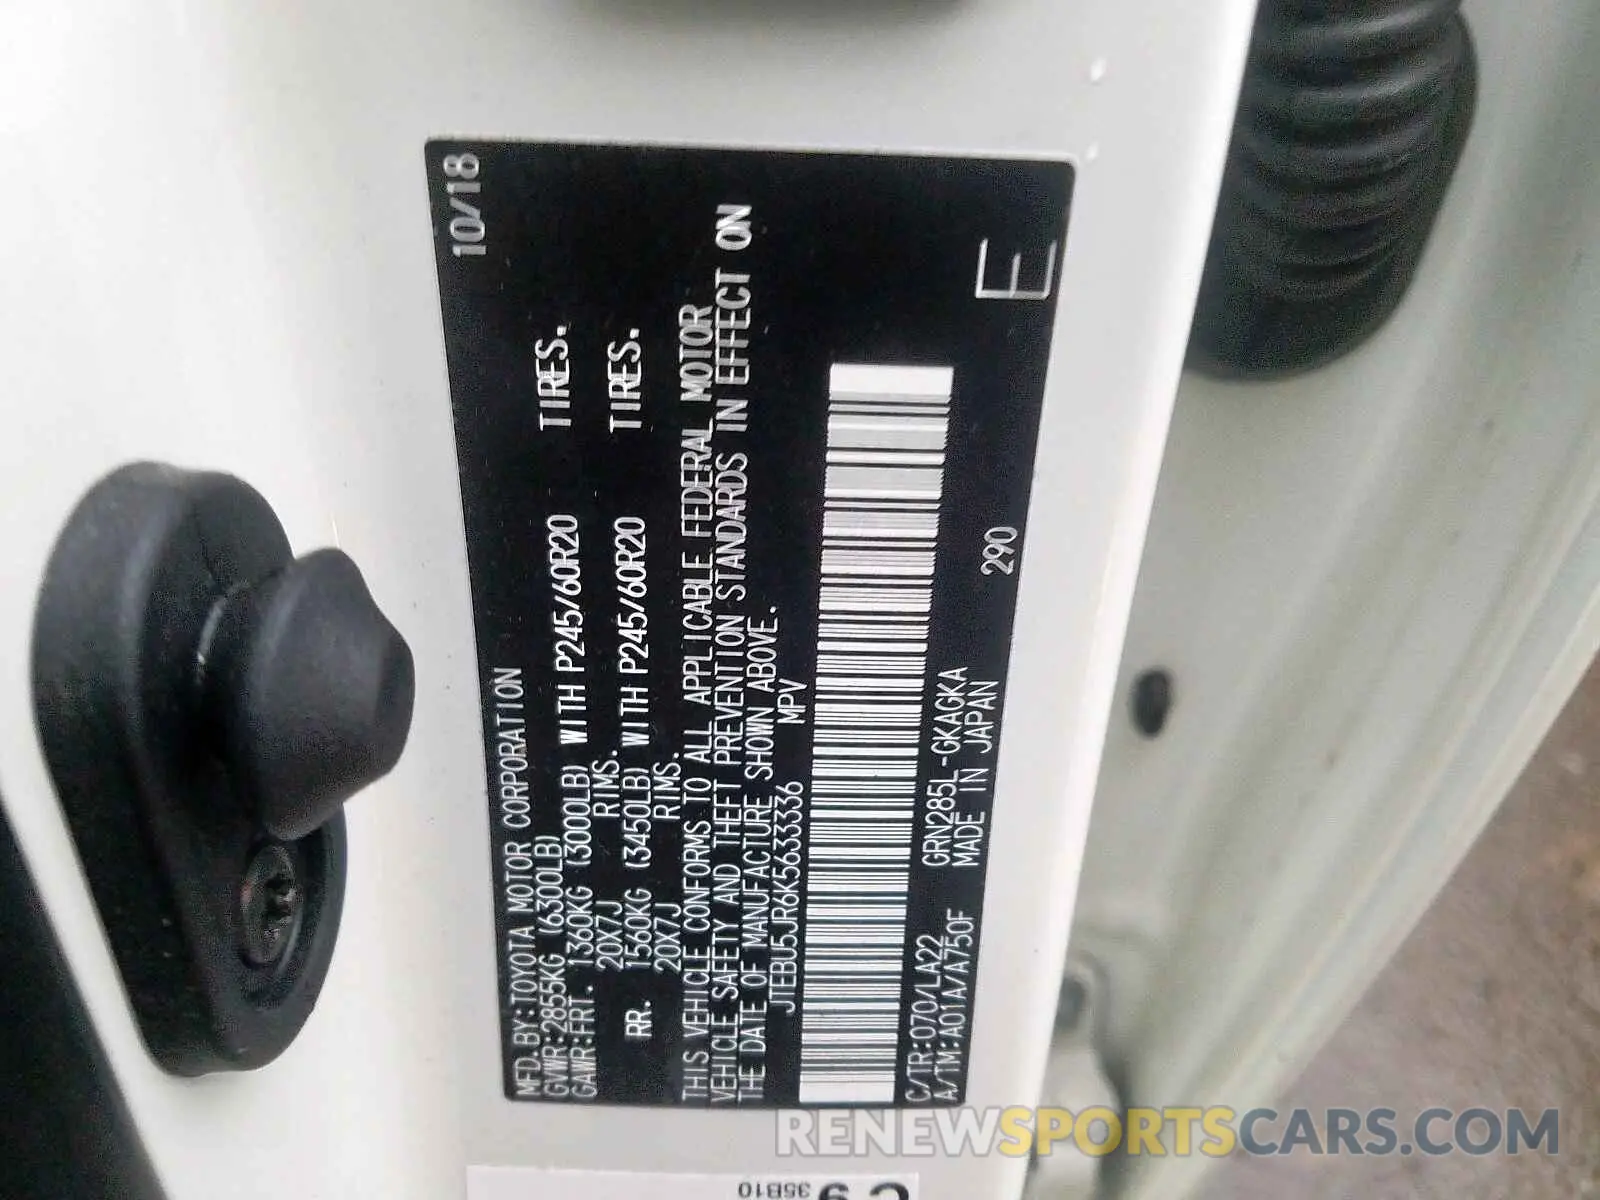 MFD. BY: TOYOTA MOTOR CORPORATION 10/18
GVWR: 2855KG (6300LB)
GAWR: FRT. 1360KG (3000LB) WITH P245/60R20 TIRES.
20X7J RIMS.
RR. 1560KG (3450LB) WITH P245/60R20 TIRES.
20X7J RIMS.
THIS VEHICLE CONFORMS TO ALL APPLICABLE FEDERAL MOTOR
VEHICLE SAFETY AND THEFT PREVENTION STANDARDS IN EFFECT ON
THE DATE OF MANUFACTURE SHOWN ABOVE.
JTEBU5JR6K5633336 MPV
C/TR: 070/LA22 GRN285L-GKAGKA 290 E
A/TM: A01A/A750F MADE IN JAPAN
35B10
RENEWSPORTSCARS.COM